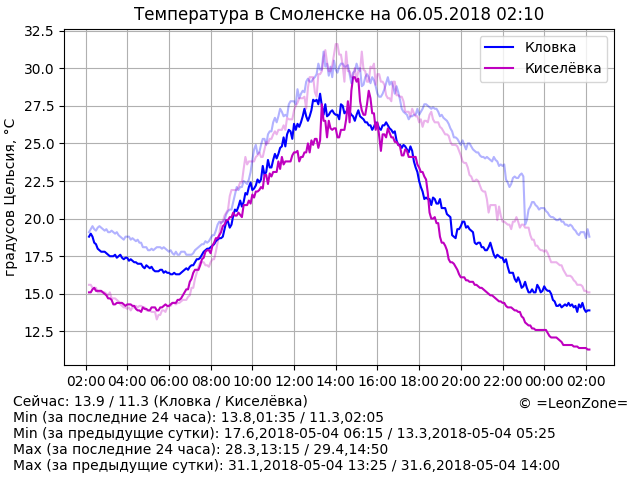 Температура в Смоленске на 06.05.2018 02:10
градусов Цельсия, °C
32.5
30.0
27.5
25.0
22.5
20.0
17.5
15.0
12.5
Кловка
Киселёвка
02:00 04:00 06:00 08:00 10:00 12:00 14:00 16:00 18:00 20:00 22:00 00:00 02:00
Сейчас: 13.9 / 11.3 (Кловка / Киселёвка)
© =LeonZone=
Min (за последние 24 часа): 13.8,01:35 / 11.3,02:05
Min (за предыдущие сутки): 17.6,2018-05-04 06:15 / 13.3,2018-05-04 05:25
Max (за последние 24 часа): 28.3,13:15 / 29.4,14:50
Max (за предыдущие сутки): 31.1,2018-05-04 13:25 / 31.6,2018-05-04 14:00